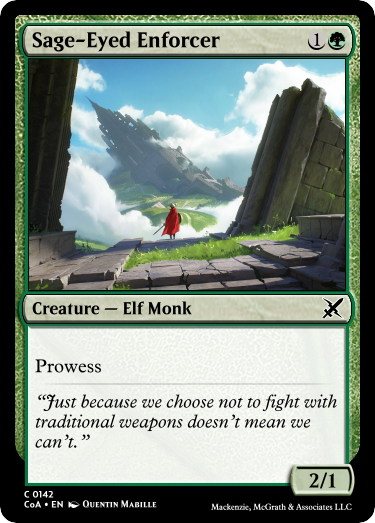 Sage-Eyed Enforcer 1
Creature — Elf Monk
Prowess
“Just because we choose not to fight with
traditional weapons doesn’t mean we
can’t.”
2/1
C 0142
CoA • EN QUENTIN MABILLE
Mackenzie, McGrath & Associates LLC